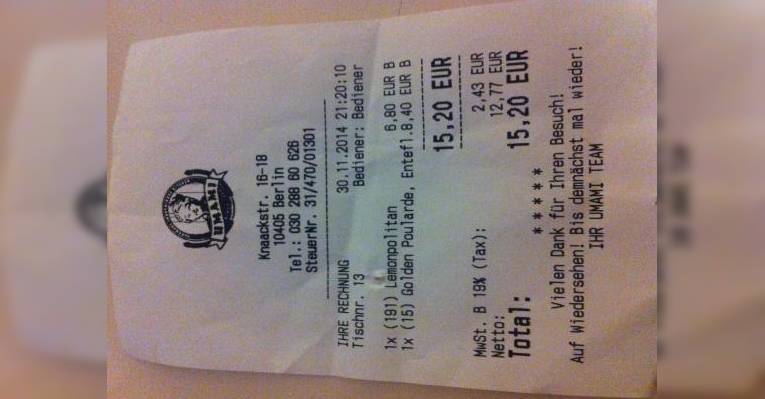 UMAMI
Knaackstr. 16-18
10405 Berlin
Tel.: 030 288 60 626
SteuerNr. 31/470/01301
IHRE RECHNUNG 30.11.2014 21:20:10
Tischnr. 13 Bediener: Bediener
1x (191) Lemonpolitan 6,80 EUR B
1x (15) Golden Poularde, Entefl.8,40 EUR B
15,20 EUR
MwSt. B 19% (Tax): 2,43 EUR
Netto: 12,77 EUR
Total: 15,20 EUR
*****
Vielen Dank für Ihren Besuch!
Auf Wiedersehen! Bis demnächst mal wieder!
IHR UMAMI TEAM